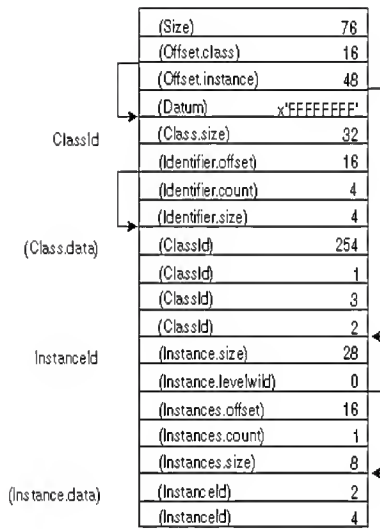 (Size) 76
(Offset.class) 16
(Offset.instance) 48
(Datum) x'FFFFFFFF'
ClassId (Class.size) 32
(Identifier.offset) 16
(Identifier.count) 4
(Identifier.size) 4
(Class.data) (ClassId) 254
(ClassId) 1
(ClassId) 3
(ClassId) 2
InstanceId (Instance.size) 28
(Instance.levelwild) 0
(Instances.offset) 16
(Instances.count) 1
(Instances.size) 8
(Instance.data) (InstanceId) 2
(InstanceId) 4